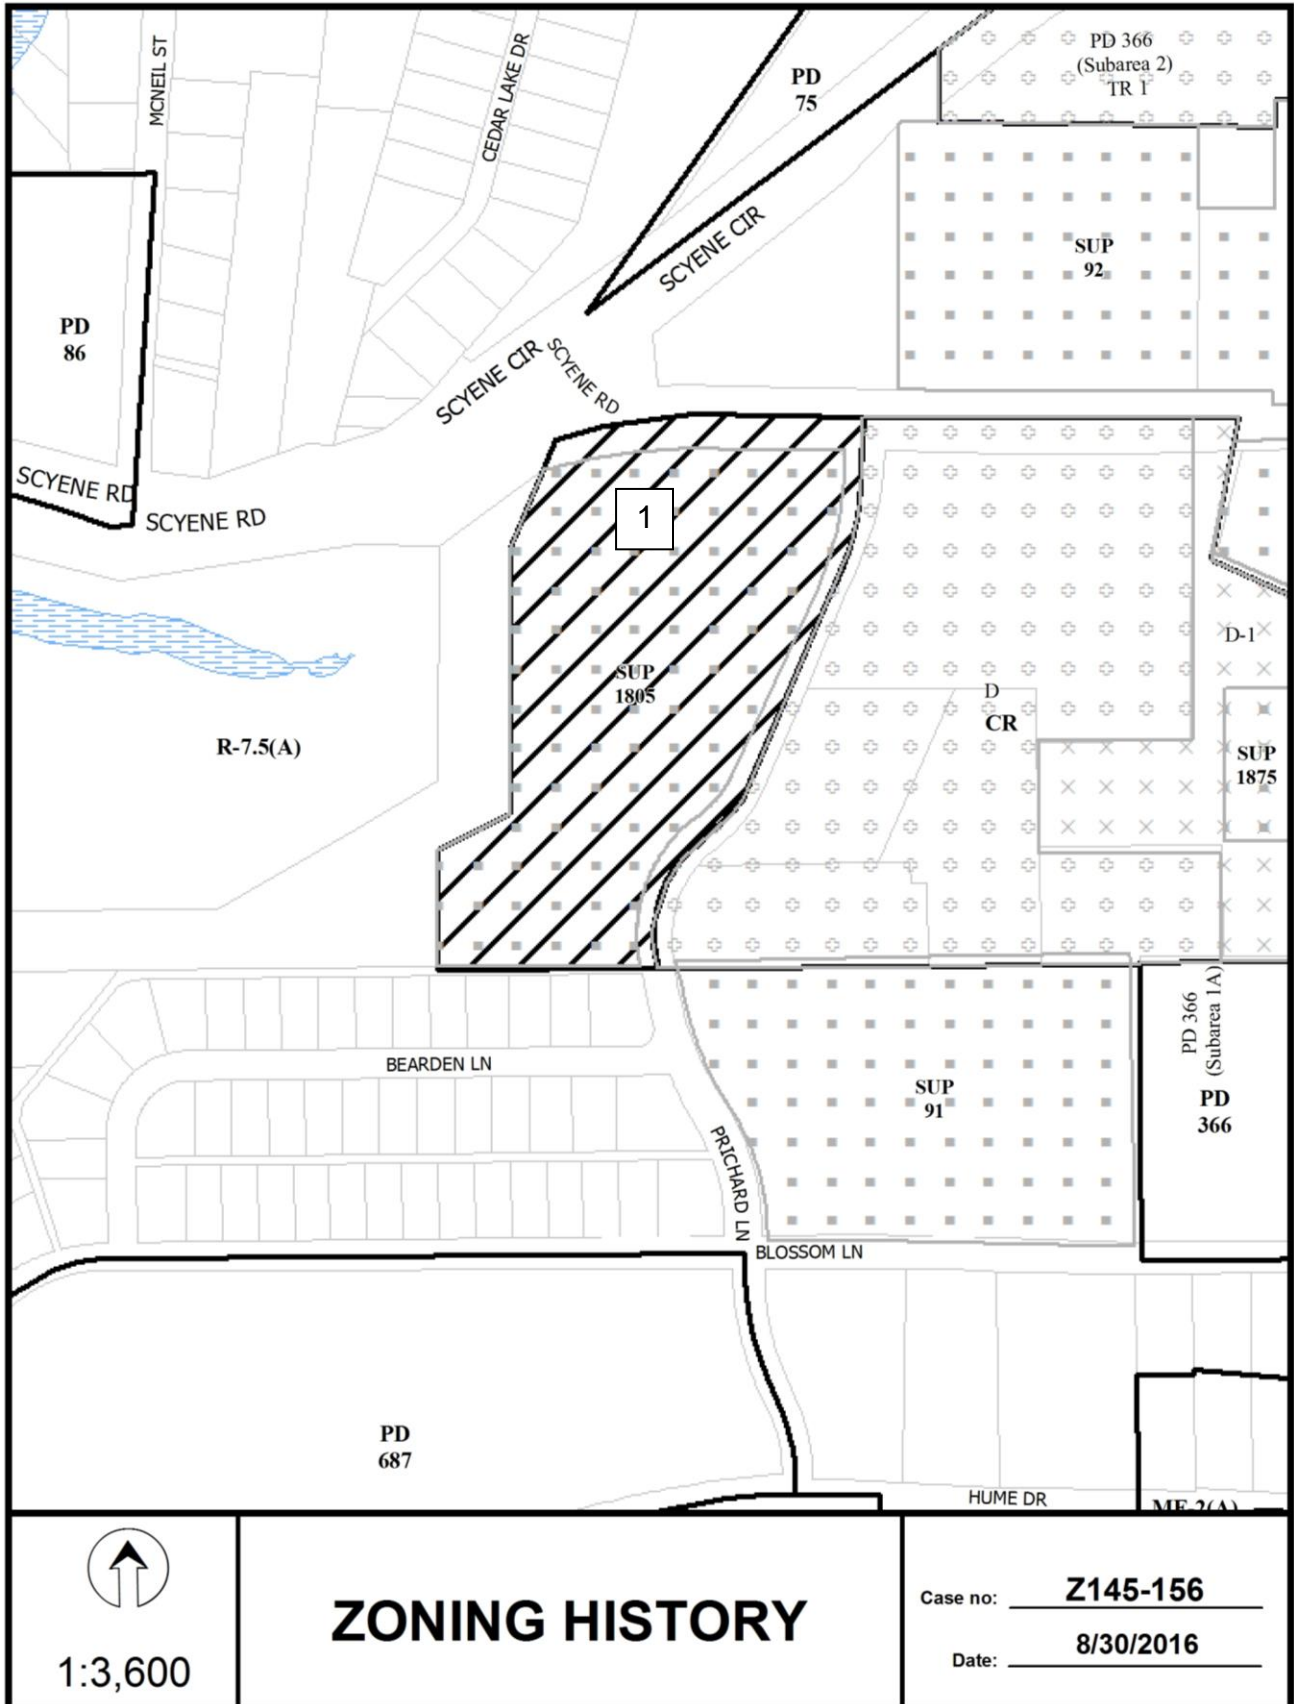 MCNEIL ST
CEDAR LAKE DR
PD
75
PD 366
(Subarea 2)
TR 1
SCYENE CIR
SUP
92
PD
86
SCYENE CIR
SCYENE RD
SCYENE RD
SCYENE RD
1
SUP
1805
D-1
D
CR
R-7.5(A)
SUP
1875
PD 366
(Subarea 1A)
BEARDEN LN
SUP
91
PD
366
PRICHARD LN
BLOSSOM LN
PD
687
HUME DR
MF-2(A)
1:3,600
ZONING HISTORY
Case no: Z145-156
Date: 8/30/2016